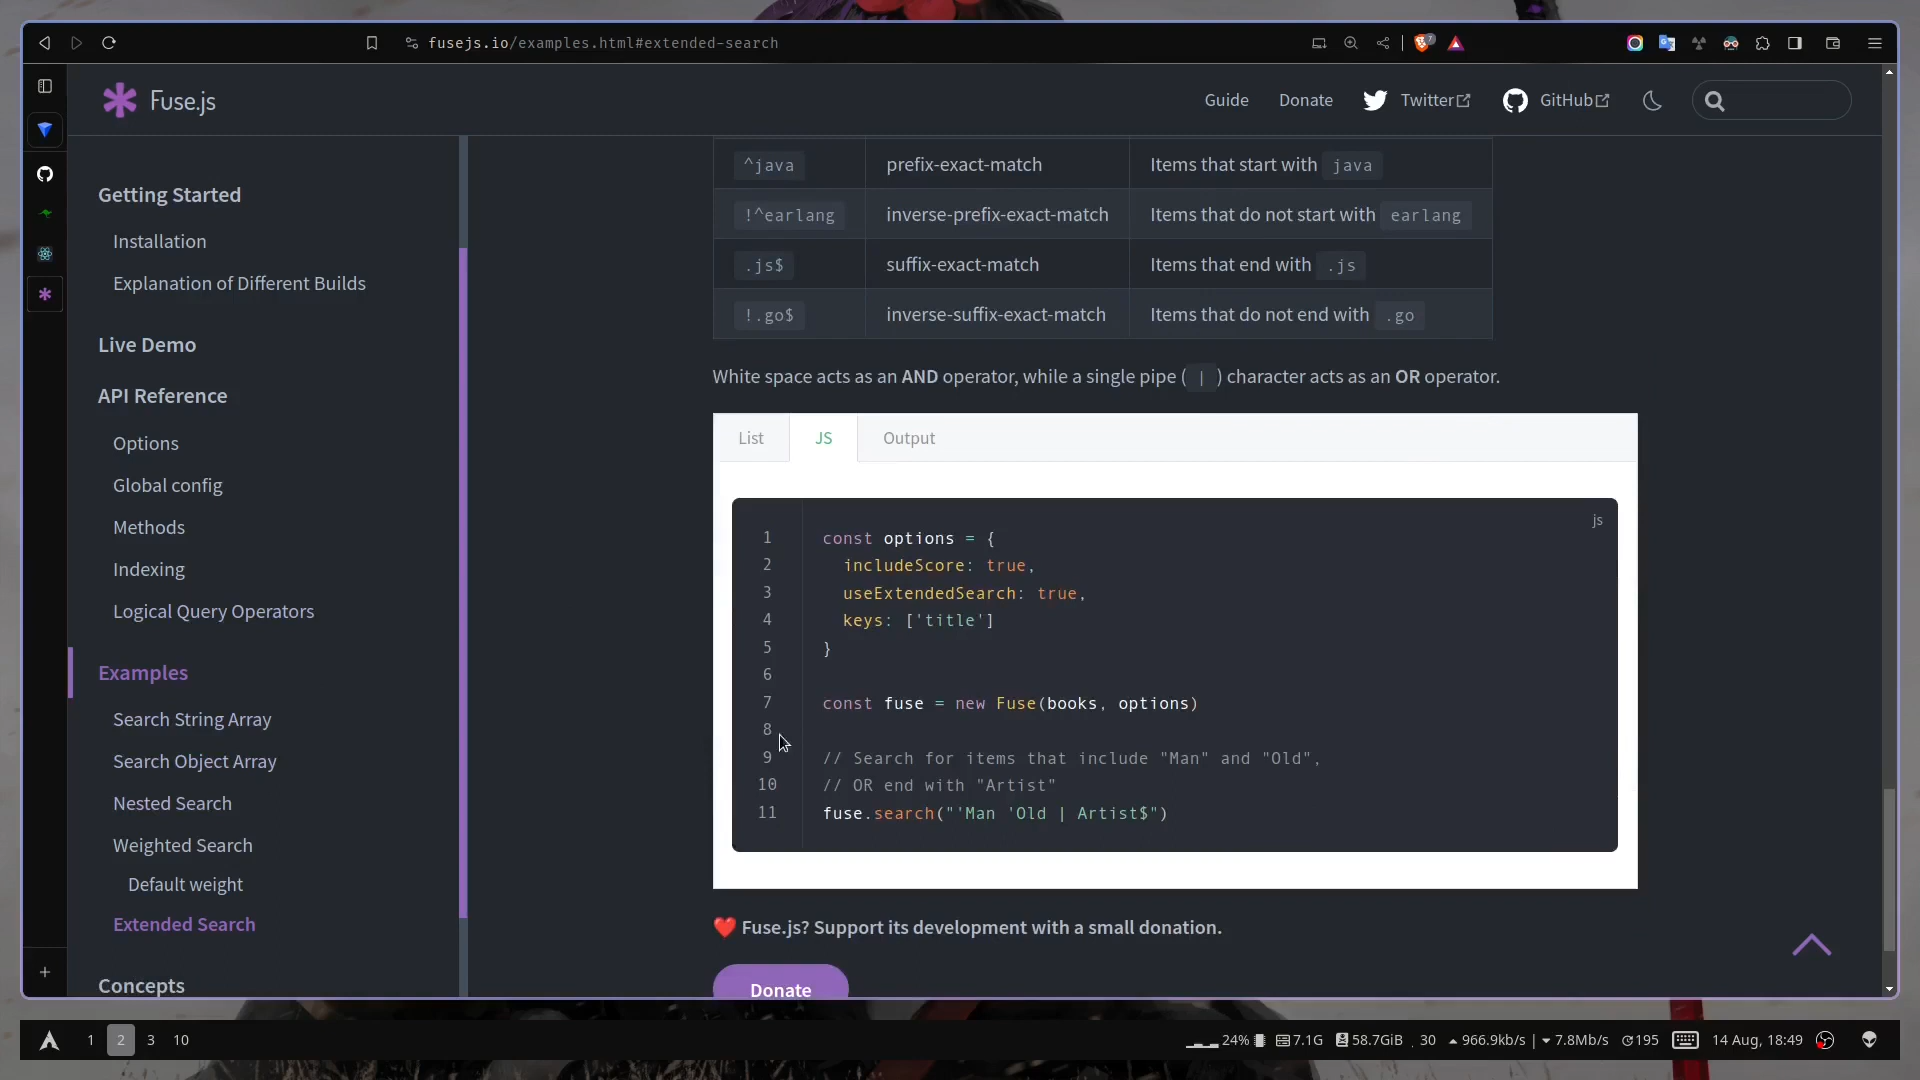 fusejs.io/examples.html#extended-search
7
Fuse.js
Guide
Donate
Twitter
GitHub
Getting Started
Installation
Explanation of Different Builds
Live Demo
API Reference
Options
Global config
Methods
Indexing
Logical Query Operators
Examples
Search String Array
Search Object Array
Nested Search
Weighted Search
Default weight
Extended Search
Concepts
^java prefix-exact-match Items that start with java
!^earlang inverse-prefix-exact-match Items that do not start with earlang
.js$ suffix-exact-match Items that end with .js
!.go$ inverse-suffix-exact-match Items that do not end with .go
White space acts as an AND operator, while a single pipe ( | ) character acts as an OR operator.
List JS Output
js
1 const options = {
2 includeScore: true,
3 useExtendedSearch: true,
4 keys: ['title']
5 }
6
7 const fuse = new Fuse(books, options)
8
9 // Search for items that include "Man" and "Old",
10 // OR end with "Artist"
11 fuse.search("'Man 'Old | Artist$")
❤️ Fuse.js? Support its development with a small donation.
Donate
1 2 3 10
24% 7.1G 58.7GiB 30 966.9kb/s | 7.8Mb/s 195 14 Aug, 18:49